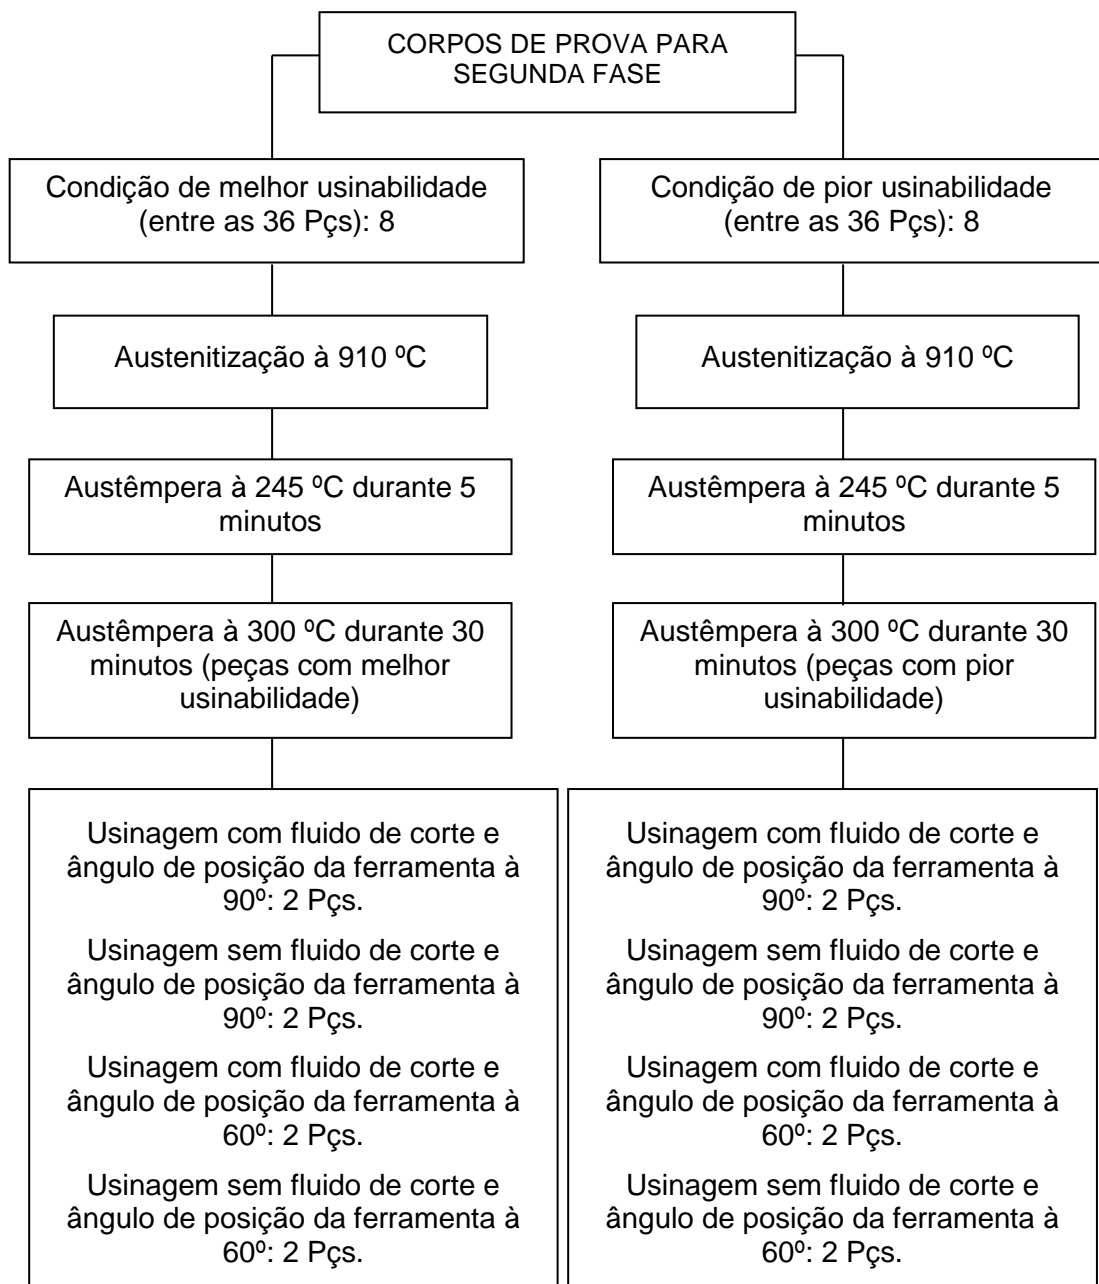 CORPOS DE PROVA PARA
SEGUNDA FASE
Condição de melhor usinabilidade
(entre as 36 Pçs): 8
Condição de pior usinabilidade
(entre as 36 Pçs): 8
Austenitização à 910 ºC
Austenitização à 910 ºC
Austêmpera à 245 ºC durante 5
minutos
Austêmpera à 245 ºC durante 5
minutos
Austêmpera à 300 ºC durante 30
minutos (peças com melhor
usinabilidade)
Austêmpera à 300 ºC durante 30
minutos (peças com pior
usinabilidade)
Usinagem com fluido de corte e
ângulo de posição da ferramenta à
90º: 2 Pçs.
Usinagem sem fluido de corte e
ângulo de posição da ferramenta à
90º: 2 Pçs.
Usinagem com fluido de corte e
ângulo de posição da ferramenta à
60º: 2 Pçs.
Usinagem sem fluido de corte e
ângulo de posição da ferramenta à
60º: 2 Pçs.
Usinagem com fluido de corte e
ângulo de posição da ferramenta à
90º: 2 Pçs.
Usinagem sem fluido de corte e
ângulo de posição da ferramenta à
90º: 2 Pçs.
Usinagem com fluido de corte e
ângulo de posição da ferramenta à
60º: 2 Pçs.
Usinagem sem fluido de corte e
ângulo de posição da ferramenta à
60º: 2 Pçs.